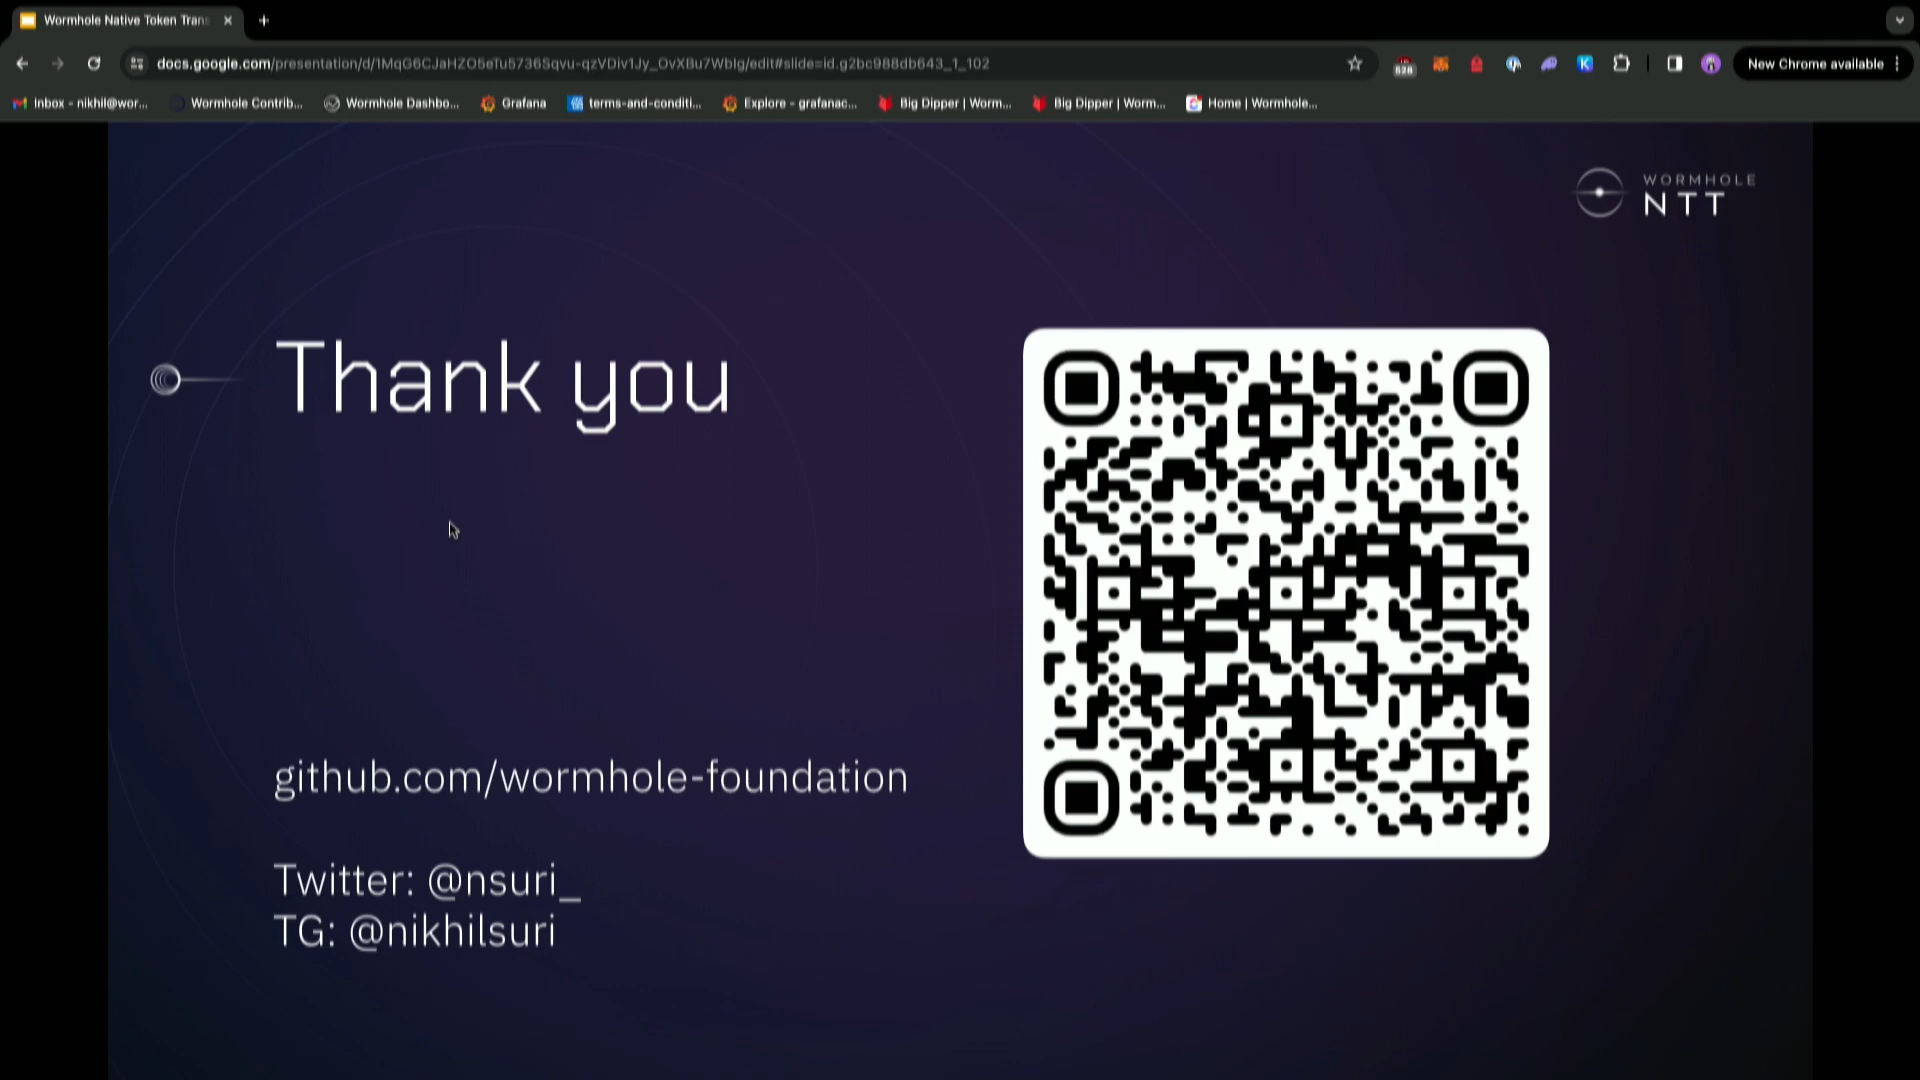 Wormhole Native Token Tran
docs.google.com/presentation/d/1MqG6CJaHZO5eTu5736Sqvu-qzVDiv1Jy_OvXBu7WbIg/edit#slide=id.g2bc988db643_1_102
628
New Chrome available
Inbox - nikhil@wor...
Wormhole Contrib...
Wormhole Dashbo...
Grafana
terms-and-conditi...
Explore - grafanac...
Big Dipper | Worm...
Big Dipper | Worm...
Home | Wormhole...
WORMHOLE
NTT
Thank you
github.com/wormhole-foundation
Twitter: @nsuri_
TG: @nikhilsuri